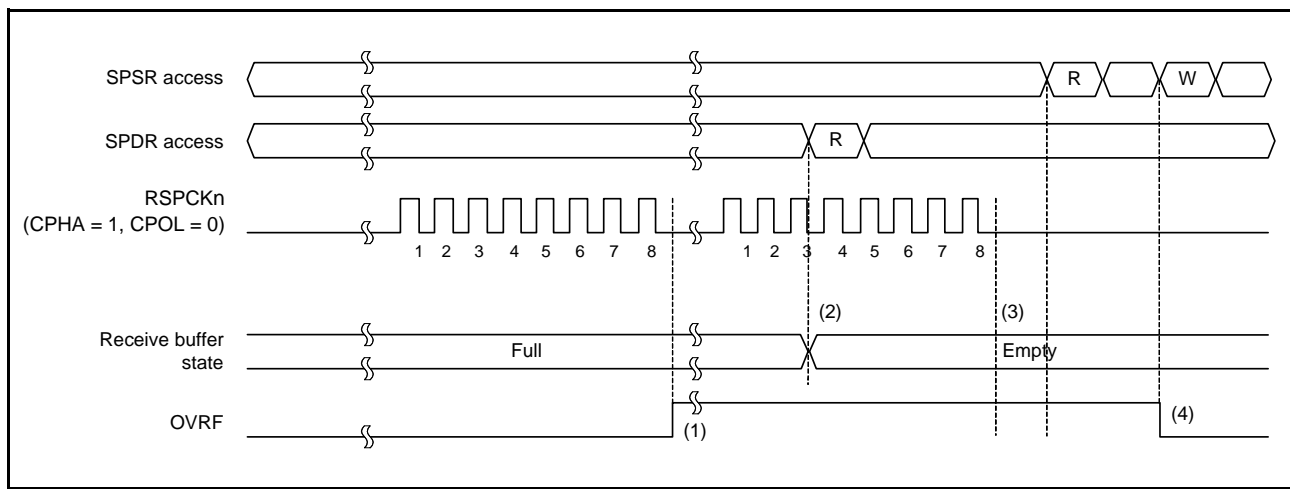 SPSR access
R
W
SPDR access
R
RSPCKn
(CPHA = 1, CPOL = 0)
1 2 3 4 5 6 7 8
1 2 3 4 5 6 7 8
(2)
(3)
Receive buffer
state
Full
Empty
OVRF
(1)
(4)